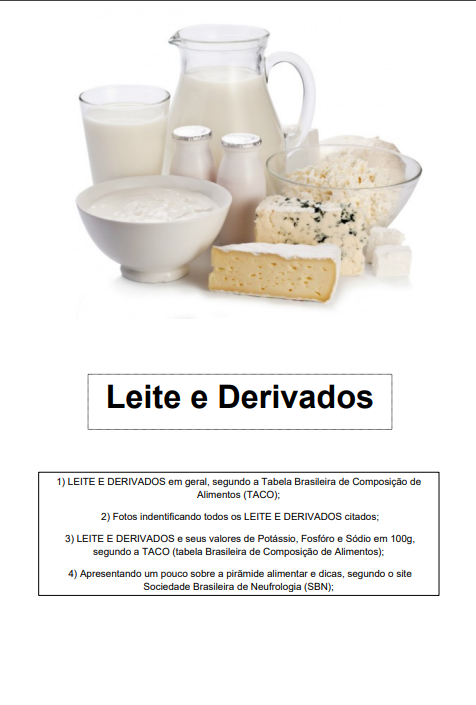 Leite e Derivados
1) LEITE E DERIVADOS em geral, segundo a Tabela Brasileira de Composição de
Alimentos (TACO);
2) Fotos indentificando todos os LEITE E DERIVADOS citados;
3) LEITE E DERIVADOS e seus valores de Potássio, Fosfóro e Sódio em 100g,
segundo a TACO (tabela Brasileira de Composição de Alimentos);
4) Apresentando um pouco sobre a pirâmide alimentar e dicas, segundo o site
Sociedade Brasileira de Neufrologia (SBN);